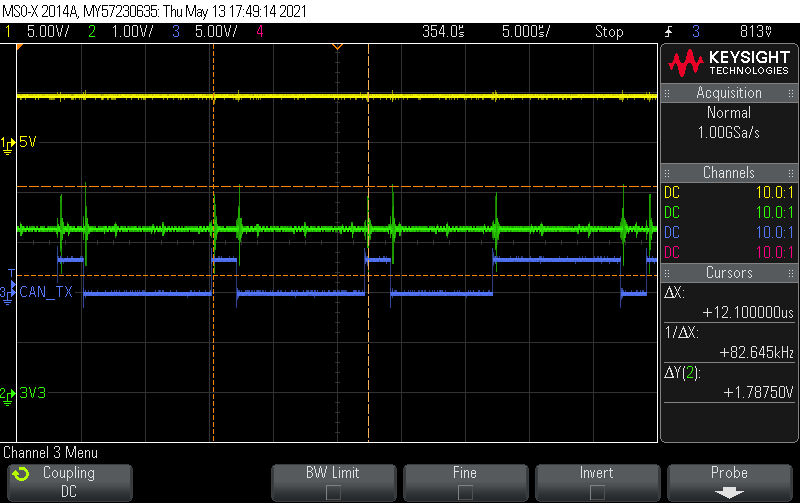 MSO-X 2014A, MY57230635: Thu May 13 17:49:14 2021
1 5.00V/ 2 1.00V/ 3 5.00V/ 4 354.0s 5.000s/ Stop 3 813mV
KEYSIGHT
TECHNOLOGIES
Acquisition
Normal
1.00GSa/s
Channels
DC 10.0:1
DC 10.0:1
DC 10.0:1
DC 10.0:1
Cursors
ΔX:
+12.100000us
1/ΔX:
+82.645kHz
ΔY(2):
+1.78750V
1 5V
T
3 CAN_TX
2 3V3
Channel 3 Menu
Coupling
DC
BW Limit
Fine
Invert
Probe